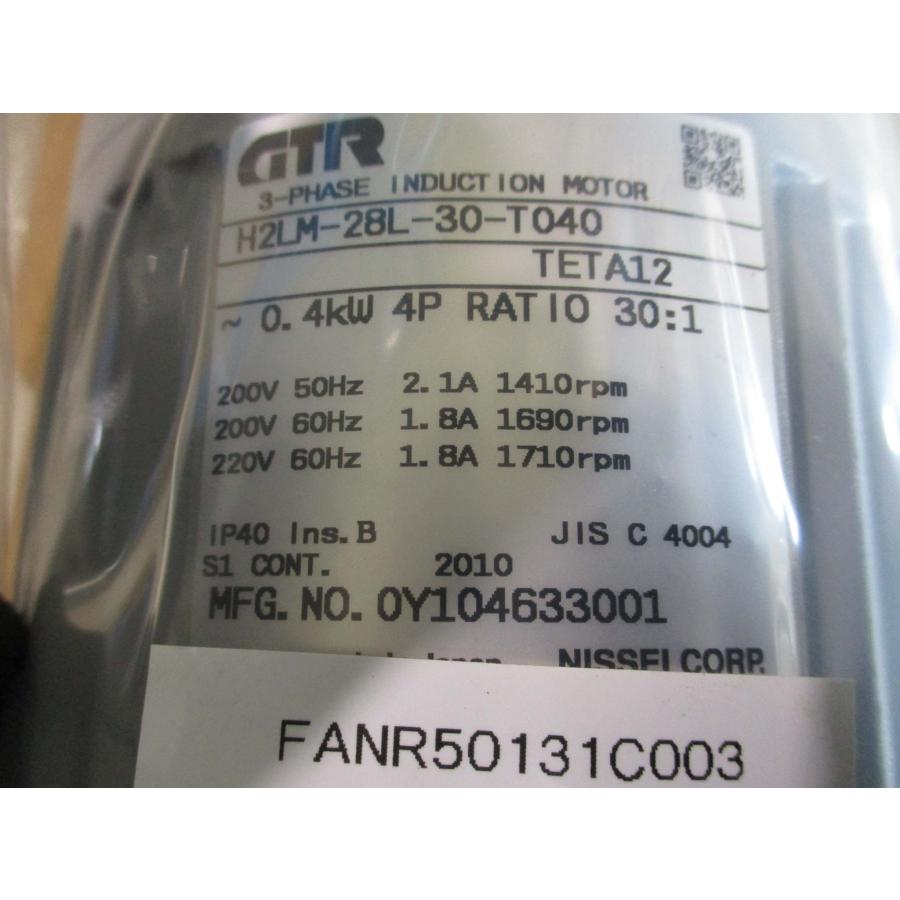 GTR
3-PHASE INDUCTION MOTOR
H2LM-28L-30-T040
TETA12
~ 0.4kW 4P RATIO 30:1
200V 50Hz 2.1A 1410rpm
200V 60Hz 1.8A 1690rpm
220V 60Hz 1.8A 1710rpm
IP40 Ins.B JIS C 4004
S1 CONT. 2010
MFG.NO. 0Y104633001
NISSEI CORP.
FANR50131C003